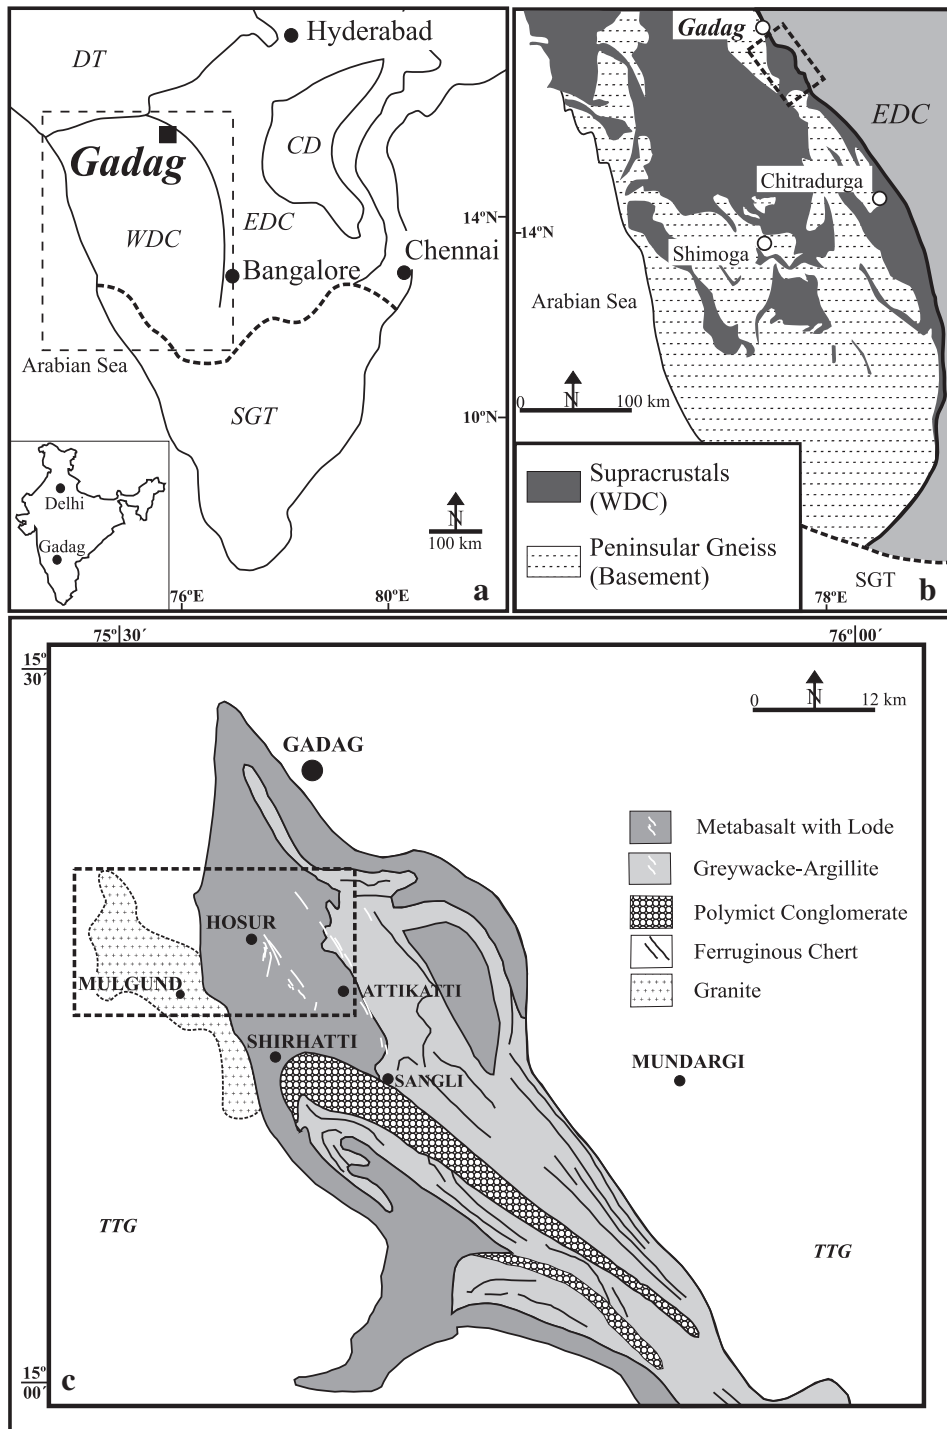 DT
Hyderabad
Gadag
CD
WDC
EDC
14ºN
Bangalore
Chennai
Arabian Sea
SGT
10ºN
Delhi
Gadag
N
100 km
76ºE
80ºE
a
Gadag
EDC
Chitradurga
14ºN
Shimoga
Arabian Sea
0 N 100 km
Supracrustals
(WDC)
Peninsular Gneiss
(Basement)
SGT
78ºE
b
75º30´
76º00´
15º
30´
0 N 12 km
GADAG
Metabasalt with Lode
Greywacke-Argillite
Polymict Conglomerate
Ferruginous Chert
Granite
HOSUR
MULGUND
ATTIKATTI
SHIRHATTI
SANGLI
MUNDARGI
TTG
TTG
15º
00´
c